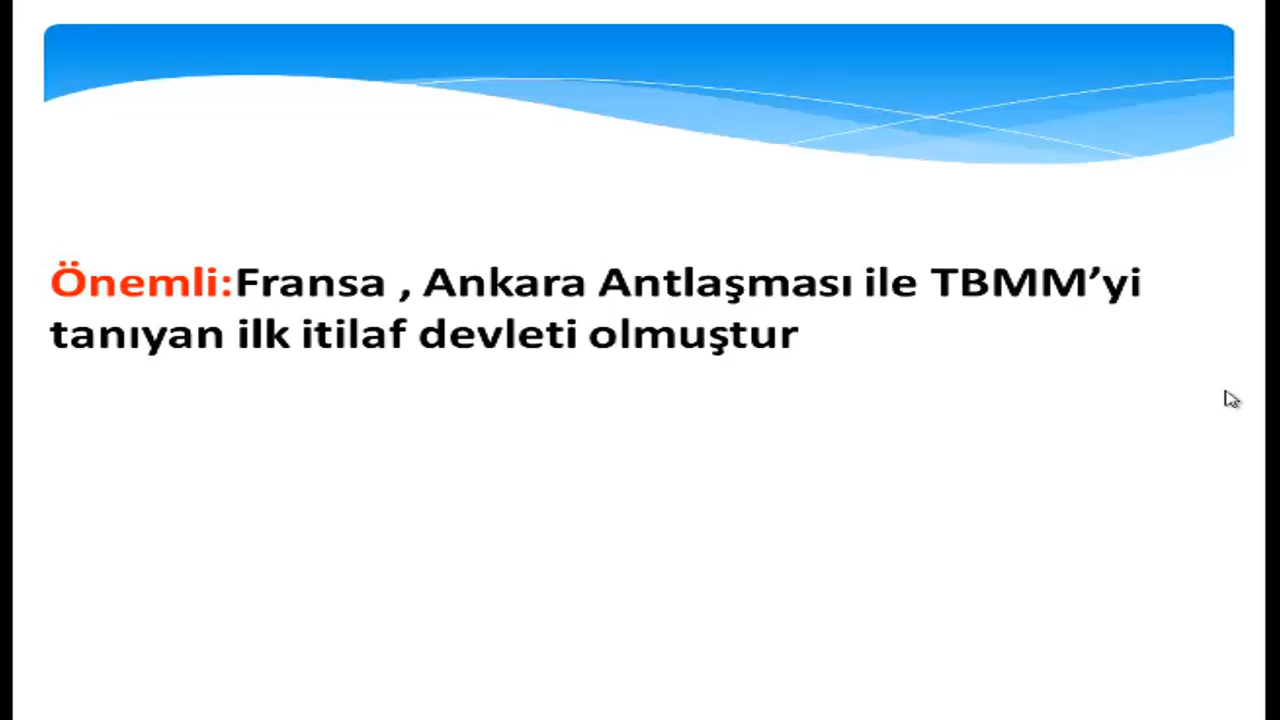 Önemli:Fransa , Ankara Antlaşması ile TBMM’yi
tanıyan ilk itilaf devleti olmuştur